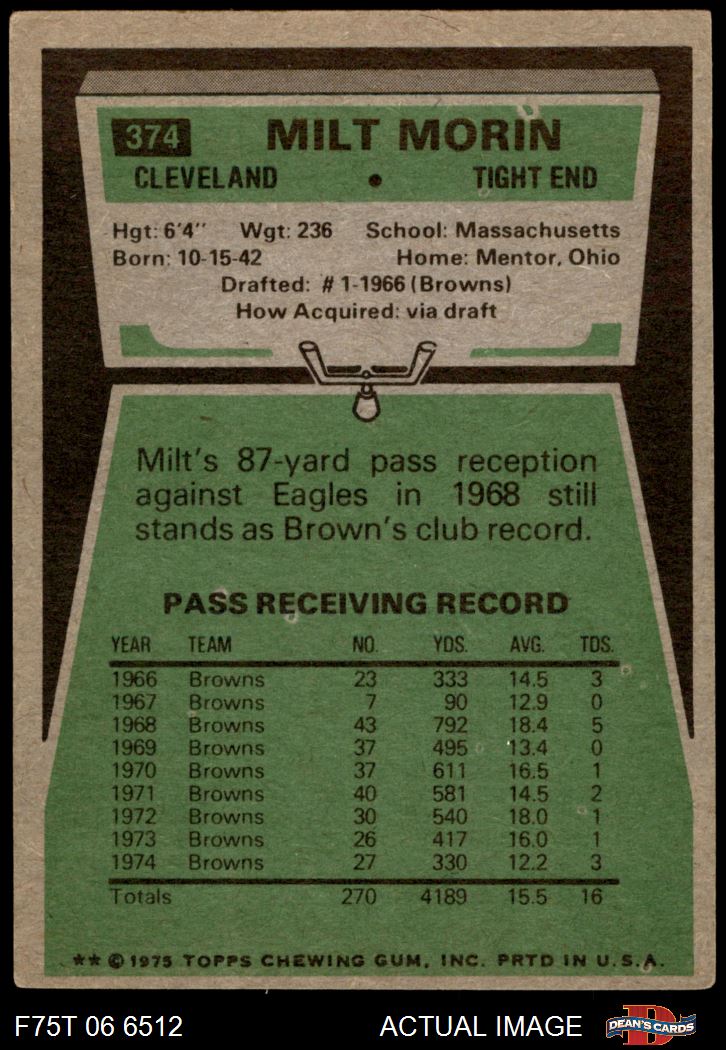 374 MILT MORIN
CLEVELAND • TIGHT END
Hgt: 6'4" Wgt: 236 School: Massachusetts
Born: 10-15-42 Home: Mentor, Ohio
Drafted: # 1-1966 (Browns)
How Acquired: via draft
Milt's 87-yard pass reception
against Eagles in 1968 still
stands as Brown's club record.
PASS RECEIVING RECORD
YEAR TEAM NO. YDS. AVG. TDS.
1966 Browns 23 333 14.5 3
1967 Browns 7 90 12.9 0
1968 Browns 43 792 18.4 5
1969 Browns 37 495 13.4 0
1970 Browns 37 611 16.5 1
1971 Browns 40 581 14.5 2
1972 Browns 30 540 18.0 1
1973 Browns 26 417 16.0 1
1974 Browns 27 330 12.2 3
Totals 270 4189 15.5 16
** © 1975 TOPPS CHEWING GUM, INC. PRTD IN U.S.A.
F75T 06 6512 ACTUAL IMAGE D DEAN'S CARDS